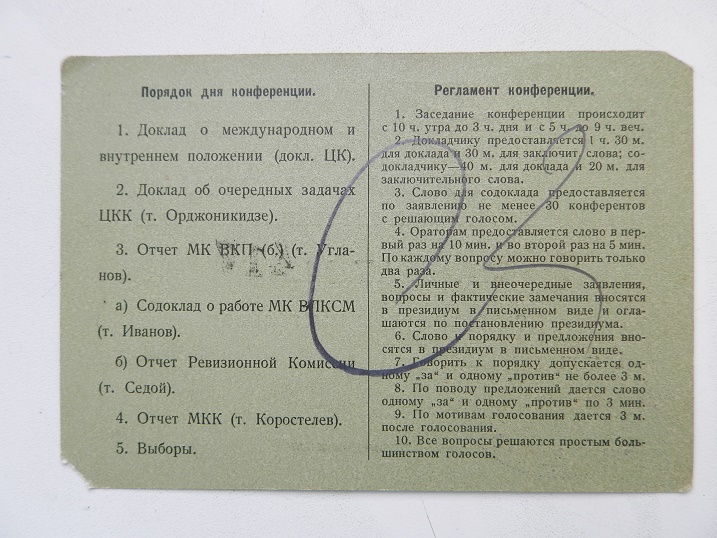 Порядок дня конференции.
1. Доклад о международном и
внутреннем положении (докл. ЦК).
2. Доклад об очередных задачах
ЦКК (т. Орджоникидзе).
3. Отчет МК ВКП (б.) (т. Угла-
нов).
а) Содоклад о работе МК ВЛКСМ
(т. Иванов).
б) Отчет Ревизионной Комиссии
(т. Седой).
4. Отчет МКК (т. Коростелев).
5. Выборы.
Регламент конференции.
1. Заседание конференции происходит
с 10 ч. утра до 3 ч. дня и с 5 ч. до 9 ч. веч.
2. Докладчику предоставляется 1 ч. 30 м.
для доклада и 30 м. для заключит. слова; со-
докладчику—40 м. для доклада и 20 м. для
заключительного слова.
3. Слово для содоклада предоставляется
по заявлению не менее 30 конферентов
с решающим голосом.
4. Ораторам предоставляется слово в пер-
вый раз на 10 мин. и во второй раз на 5 мин.
По каждому вопросу можно говорить только
два раза.
5. Личные и внеочередные заявления,
вопросы и фактические замечания вносятся
в президиум в письменном виде и огла-
шаются по постановлению президиума.
6. Слово к порядку и предложения вно-
сятся в президиум в письменном виде.
7. Говорить к порядку допускается од-
ному „за“ и одному „против“ не более 3 м.
8. По поводу предложений дается слово
одному „за“ и одному „против“ по 3 мин.
9. По мотивам голосования дается 3 м.
после голосования.
10. Все вопросы решаются простым боль-
шинством голосов.